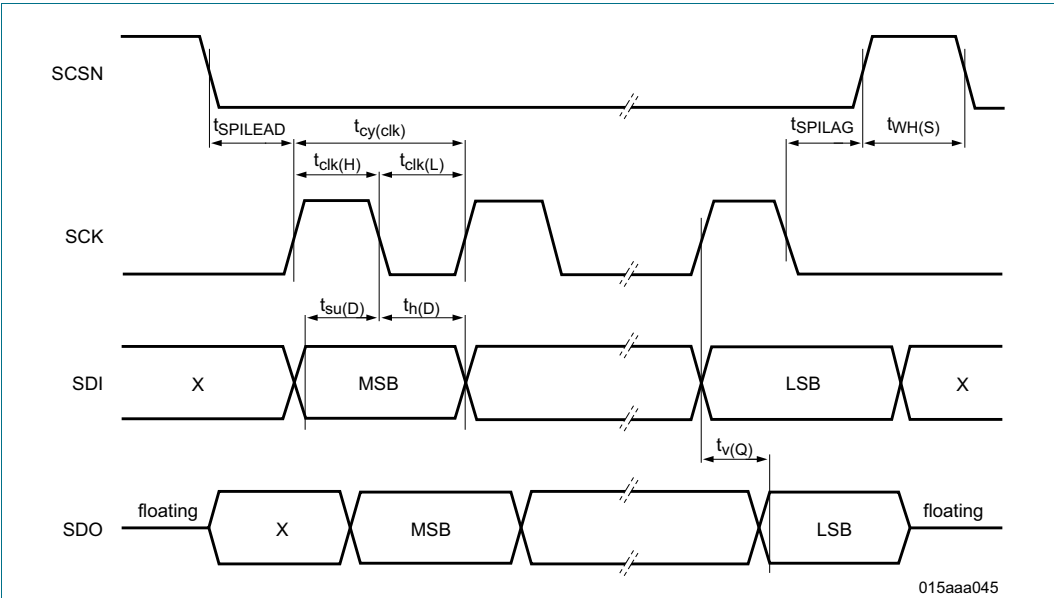 SCSN
tSPILEAD
tcy(clk)
tSPILAG
tWH(S)
tclk(H)
tclk(L)
SCK
tsu(D)
th(D)
SDI
X
MSB
LSB
X
tv(Q)
floating
floating
SDO
X
MSB
LSB
015aaa045